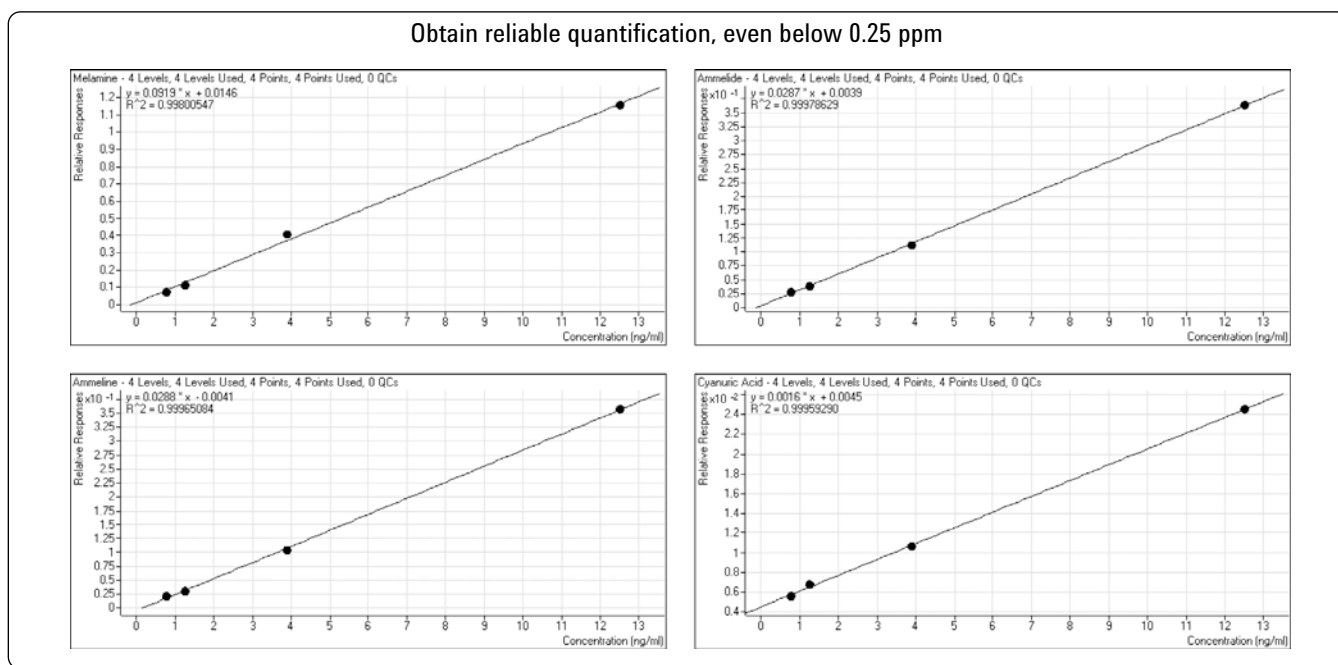 Obtain reliable quantification, even below 0.25 ppm
Melamine - 4 Levels, 4 Levels Used, 4 Points, 4 Points Used, 0 QCs
y = 0.0919 * x + 0.0146
R^2 = 0.99800547
Relative Responses
1.2
1.1
1
0.9
0.8
0.7
0.6
0.5
0.4
0.3
0.2
0.1
0
0 1 2 3 4 5 6 7 8 9 10 11 12 13
Concentration (ng/ml)
Ammelide - 4 Levels, 4 Levels Used, 4 Points, 4 Points Used, 0 QCs
x10 -1
y = 0.0287 * x + 0.0039
R^2 = 0.99978629
Relative Responses
3.5
3.25
3
2.75
2.5
2.25
2
1.75
1.5
1.25
1
0.75
0.5
0.25
0
0 1 2 3 4 5 6 7 8 9 10 11 12 13
Concentration (ng/ml)
Ammeline - 4 Levels, 4 Levels Used, 4 Points, 4 Points Used, 0 QCs
x10 -1
y = 0.0288 * x - 0.0041
R^2 = 0.99965084
Relative Responses
3.5
3.25
3
2.75
2.5
2.25
2
1.75
1.5
1.25
1
0.75
0.5
0.25
0
0 1 2 3 4 5 6 7 8 9 10 11 12 13
Concentration (ng/ml)
Cyanuric Acid - 4 Levels, 4 Levels Used, 4 Points, 4 Points Used, 0 QCs
x10 -2
y = 0.0016 * x + 0.0045
R^2 = 0.99959290
Relative Responses
2.4
2.2
2
1.8
1.6
1.4
1.2
1
0.8
0.6
0.4
0 1 2 3 4 5 6 7 8 9 10 11 12 13
Concentration (ng/ml)